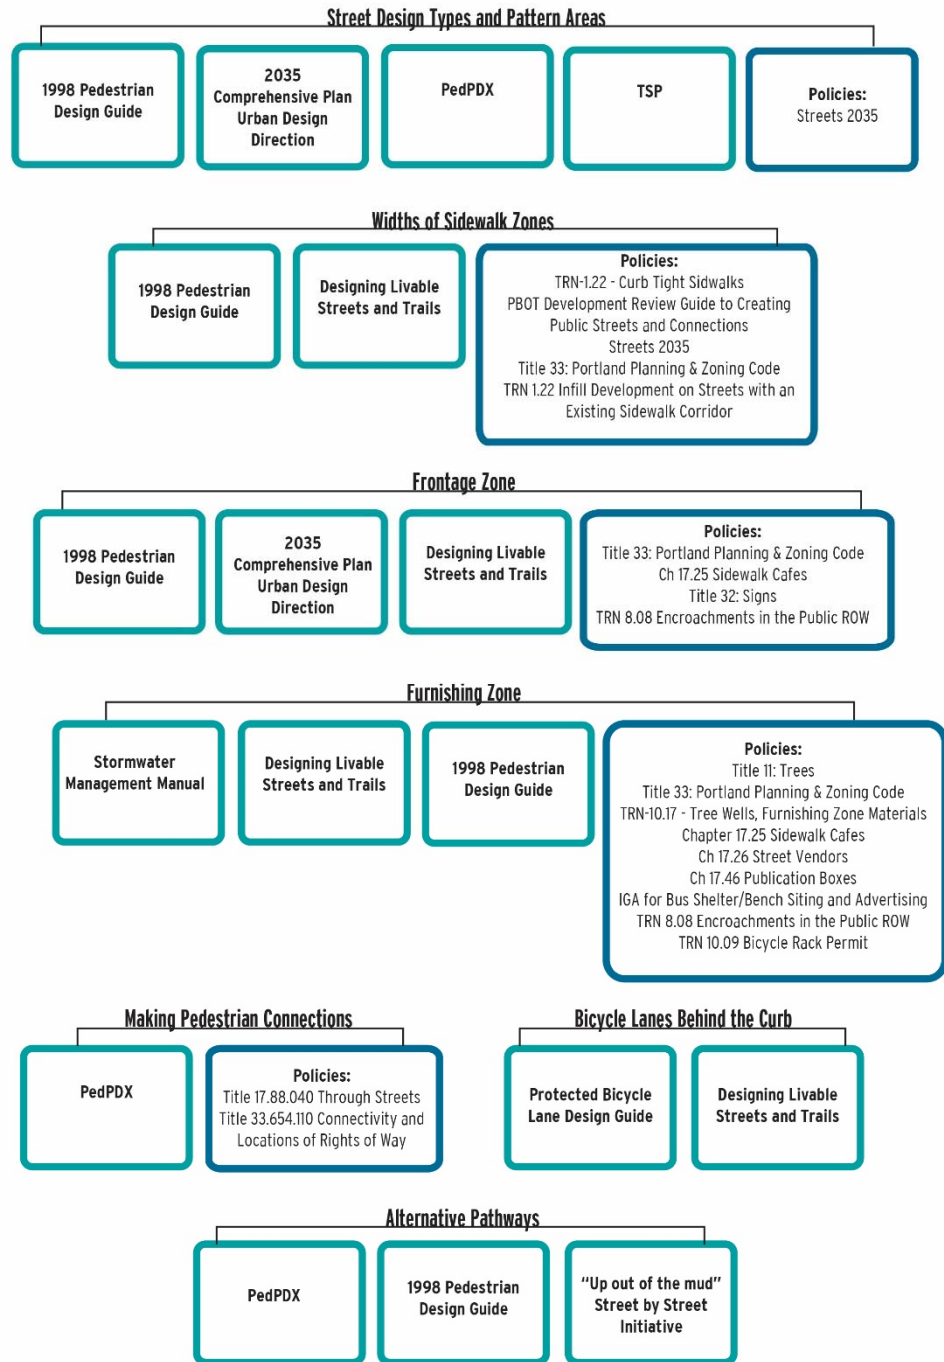 Street Design Types and Pattern Areas
1998 Pedestrian
Design Guide
2035
Comprehensive Plan
Urban Design
Direction
PedPDX
TSP
Policies:
Streets 2035
Widths of Sidewalk Zones
1998 Pedestrian
Design Guide
Designing Livable
Streets and Trails
Policies:
TRN-1.22 - Curb Tight Sidwalks
PBOT Development Review Guide to Creating
Public Streets and Connections
Streets 2035
Title 33: Portland Planning & Zoning Code
TRN 1.22 Infill Development on Streets with an
Existing Sidewalk Corridor
Frontage Zone
1998 Pedestrian
Design Guide
2035
Comprehensive Plan
Urban Design
Direction
Designing Livable
Streets and Trails
Policies:
Title 33: Portland Planning & Zoning Code
Ch 17.25 Sidewalk Cafes
Title 32: Signs
TRN 8.08 Encroachments in the Public ROW
Furnishing Zone
Stormwater
Management Manual
Designing Livable
Streets and Trails
1998 Pedestrian
Design Guide
Policies:
Title 11: Trees
Title 33: Portland Planning & Zoning Code
TRN-10.17 - Tree Wells, Furnishing Zone Materials
Chapter 17.25 Sidewalk Cafes
Ch 17.26 Street Vendors
Ch 17.46 Publication Boxes
IGA for Bus Shelter/Bench Siting and Advertising
TRN 8.08 Encroachments in the Public ROW
TRN 10.09 Bicycle Rack Permit
Making Pedestrian Connections
PedPDX
Policies:
Title 17.88.040 Through Streets
Title 33.654.110 Connectivity and
Locations of Rights of Way
Bicycle Lanes Behind the Curb
Protected Bicycle
Lane Design Guide
Designing Livable
Streets and Trails
Alternative Pathways
PedPDX
1998 Pedestrian
Design Guide
“Up out of the mud”
Street by Street
Initiative